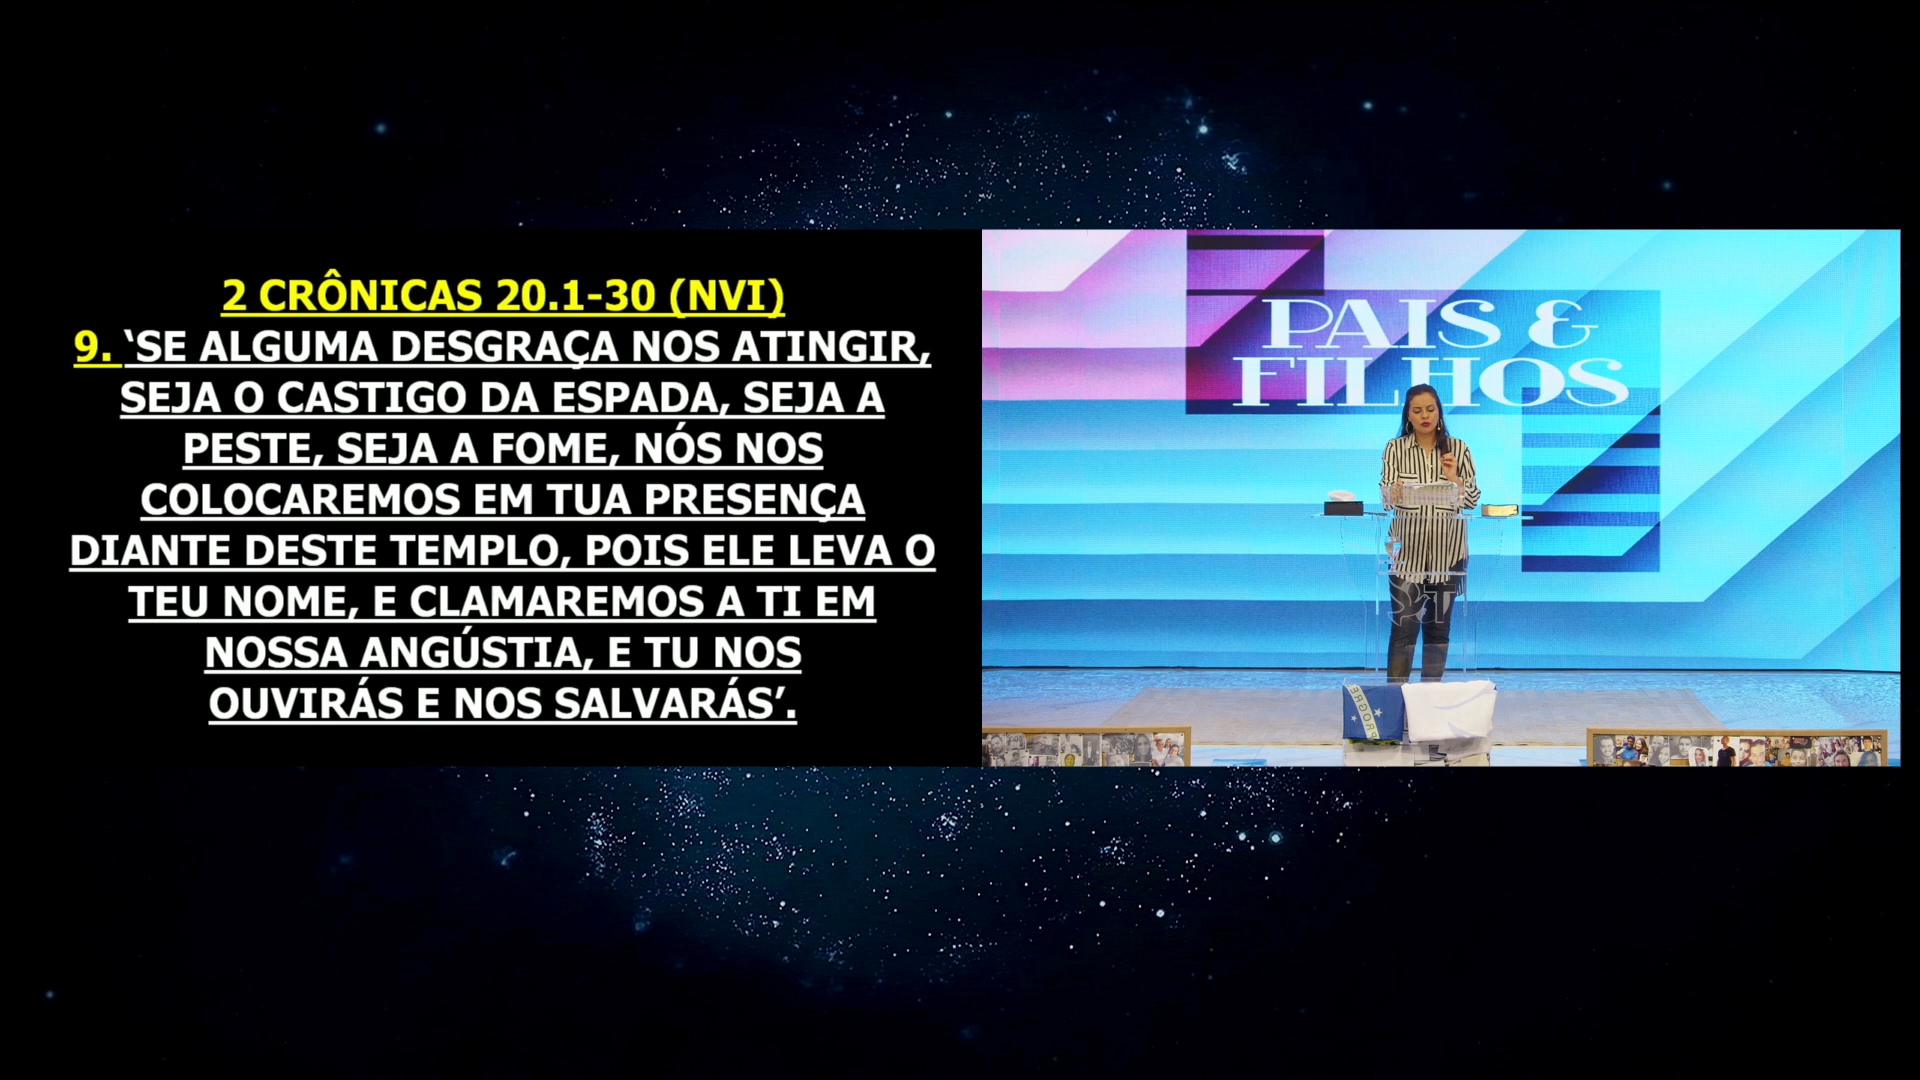 2 CRÔNICAS 20.1-30 (NVI)
9. ‘SE ALGUMA DESGRAÇA NOS ATINGIR,
SEJA O CASTIGO DA ESPADA, SEJA A
PESTE, SEJA A FOME, NÓS NOS
COLOCAREMOS EM TUA PRESENÇA
DIANTE DESTE TEMPLO, POIS ELE LEVA O
TEU NOME, E CLAMAREMOS A TI EM
NOSSA ANGÚSTIA, E TU NOS
OUVIRÁS E NOS SALVARÁS’.
PAIS &
FILHOS
PROGRE